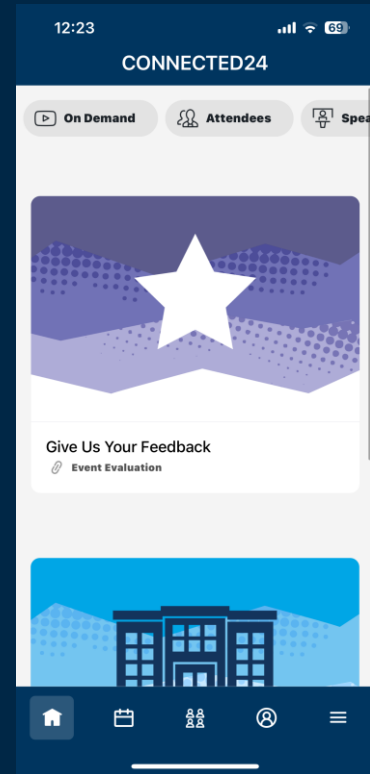 12:23
69
CONNECTED24
On Demand
Attendees
Give Us Your Feedback
Event Evaluation